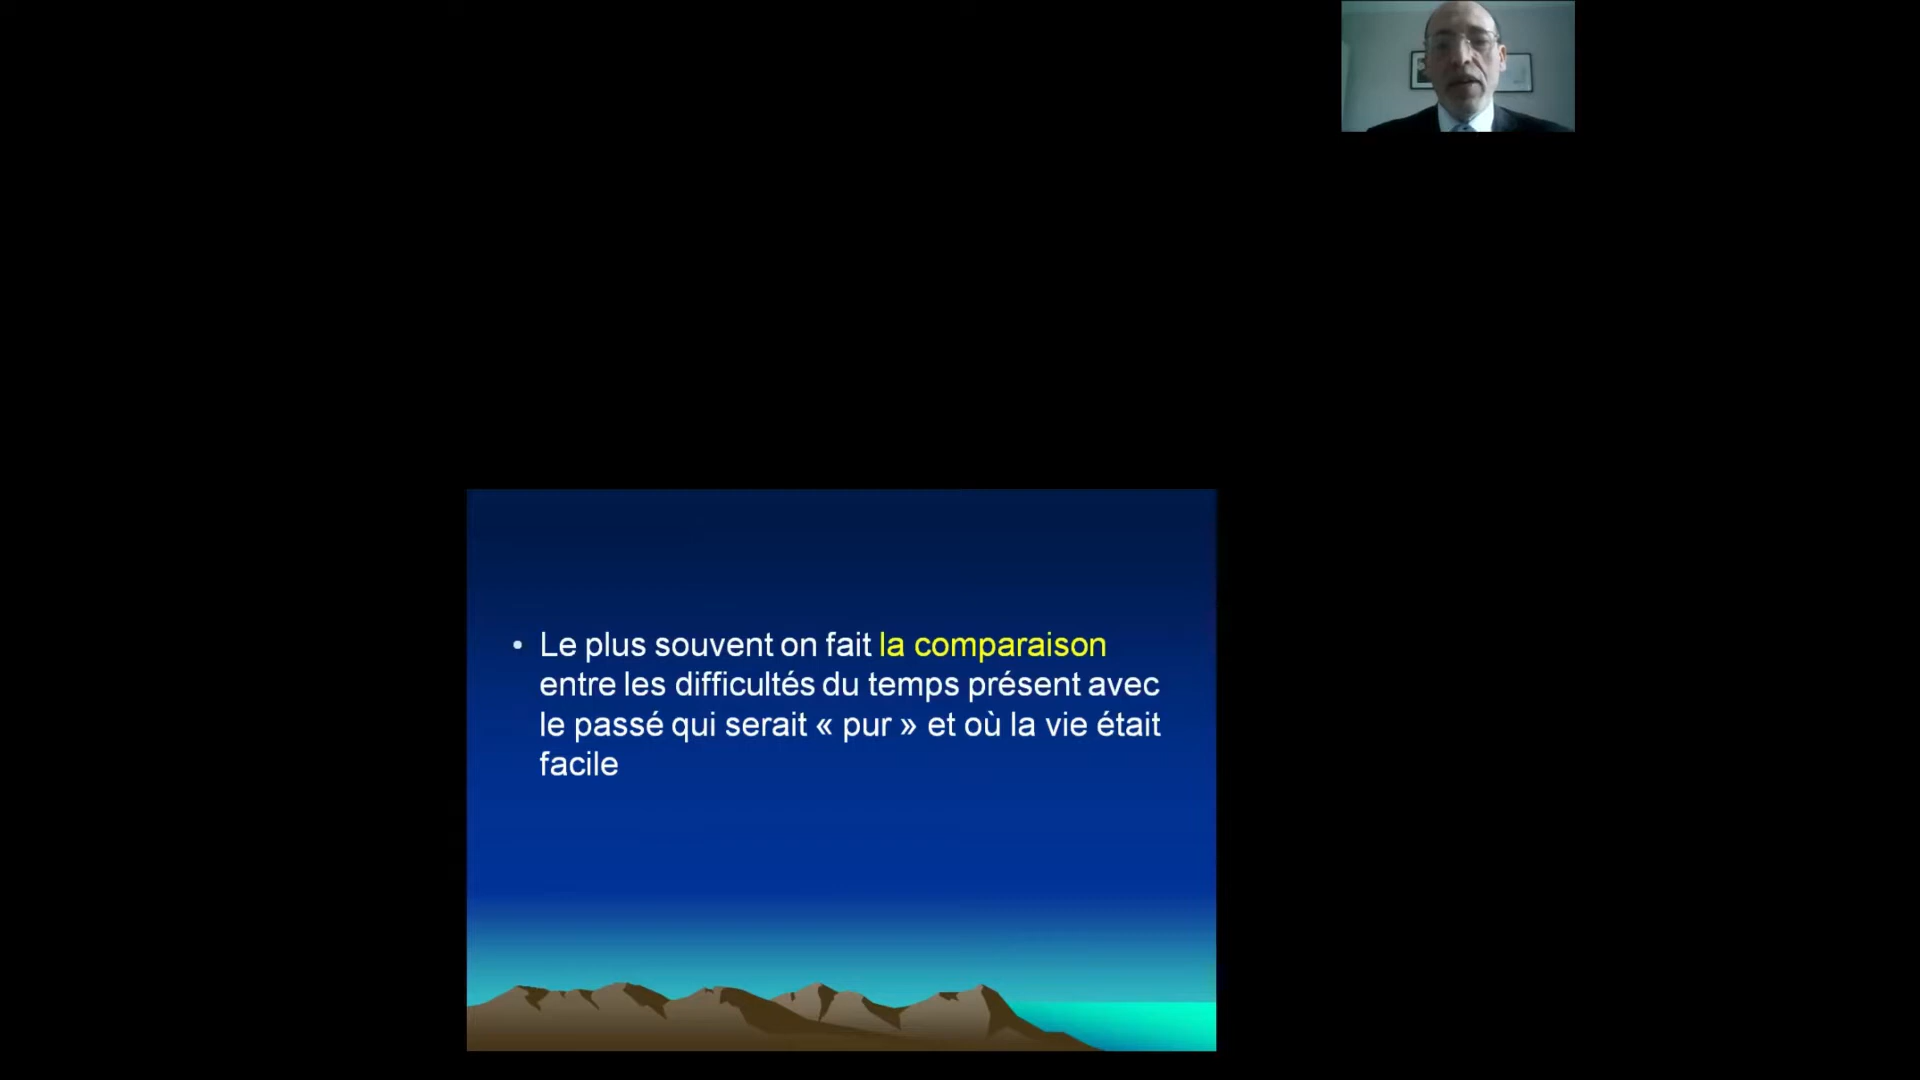 • Le plus souvent on fait la comparaison
entre les difficultés du temps présent avec
le passé qui serait « pur » et où la vie était
facile